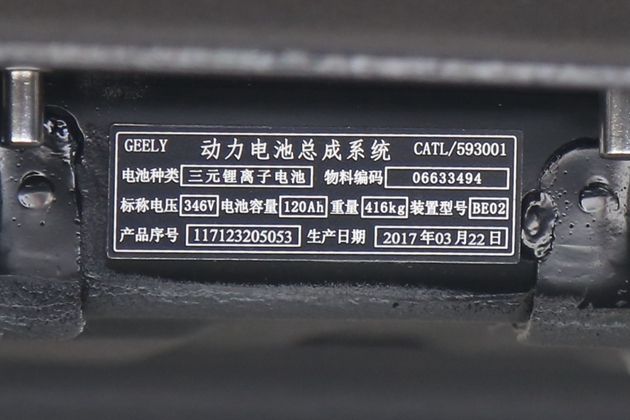 GEELY 动力电池总成系统 CATL/593001
电池种类 三元锂离子电池 物料编码 06633494
标称电压 346V 电池容量 120Ah 重量 416kg 装置型号 BE02
产品序号 117123205053 生产日期 2017年03月22日